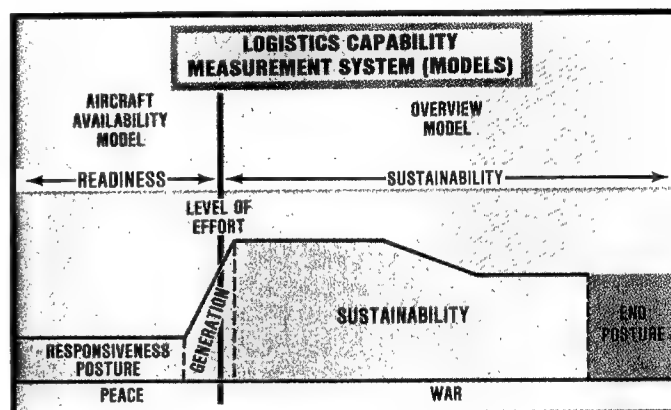 LOGISTICS CAPABILITY
MEASUREMENT SYSTEM (MODELS)
AIRCRAFT
AVAILABILITY
MODEL
OVERVIEW
MODEL
READINESS
SUSTAINABILITY
LEVEL OF
EFFORT
GENERATION
SUSTAINABILITY
END
POSTURE
RESPONSIVENESS
POSTURE
PEACE
WAR